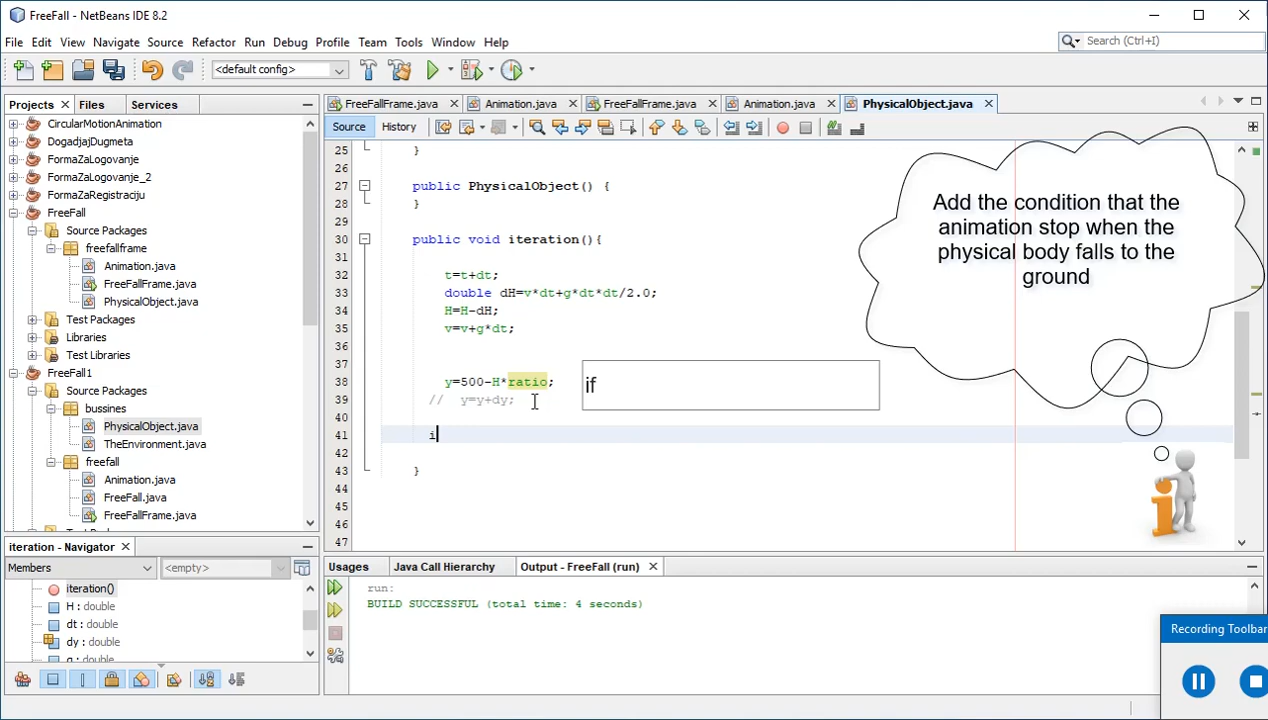 FreeFall - NetBeans IDE 8.2
File Edit View Navigate Source Refactor Run Debug Profile Team Tools Window Help
Search (Ctrl+I)
<default config>
Projects Files Services
CircularMotionAnimation
DogadjajDugmeta
FormaZaLogovanje
FormaZaLogovanje_2
FormaZaRegistraciju
FreeFall
Source Packages
freefallframe
Animation.java
FreeFallFrame.java
PhysicalObject.java
Test Packages
Libraries
Test Libraries
FreeFall1
Source Packages
bussines
PhysicalObject.java
TheEnvironment.java
freefall
Animation.java
FreeFall.java
FreeFallFrame.java
iteration - Navigator
Members
<empty>
iteration()
H : double
dt : double
dy : double
FreeFallFrame.java Animation.java FreeFallFrame.java Animation.java PhysicalObject.java
Source History
25 }
26
27 public PhysicalObject() {
28 }
29
30 public void iteration(){
31
32 t=t+dt;
33 double dH=v*dt+g*dt*dt/2.0;
34 H=H-dH;
35 v=v+g*dt;
36
37
38 y=500-H*ratio;
39 // y=y+dy;
40
41 i
42
43 }
44
45
46
47
if
Add the condition that the
animation stop when the
physical body falls to the
ground
i
Usages Java Call Hierarchy Output - FreeFall (run)
run:
BUILD SUCCESSFUL (total time: 4 seconds)
Recording Toolbar